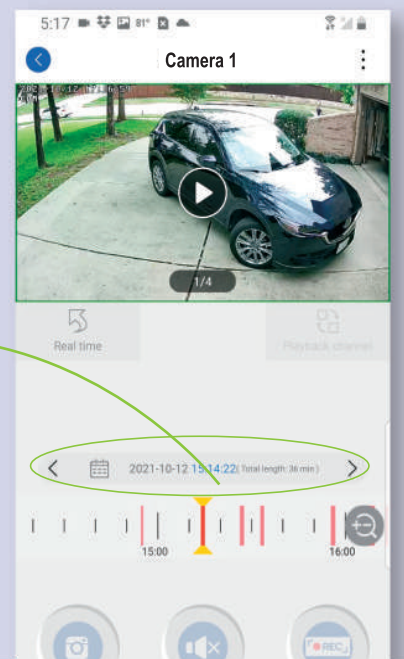 5:17 81°
Camera 1
1/4
Real time
Playback channel
2021-10-12 15:14:22( Total length: 36 min )
15:00 16:00
REC